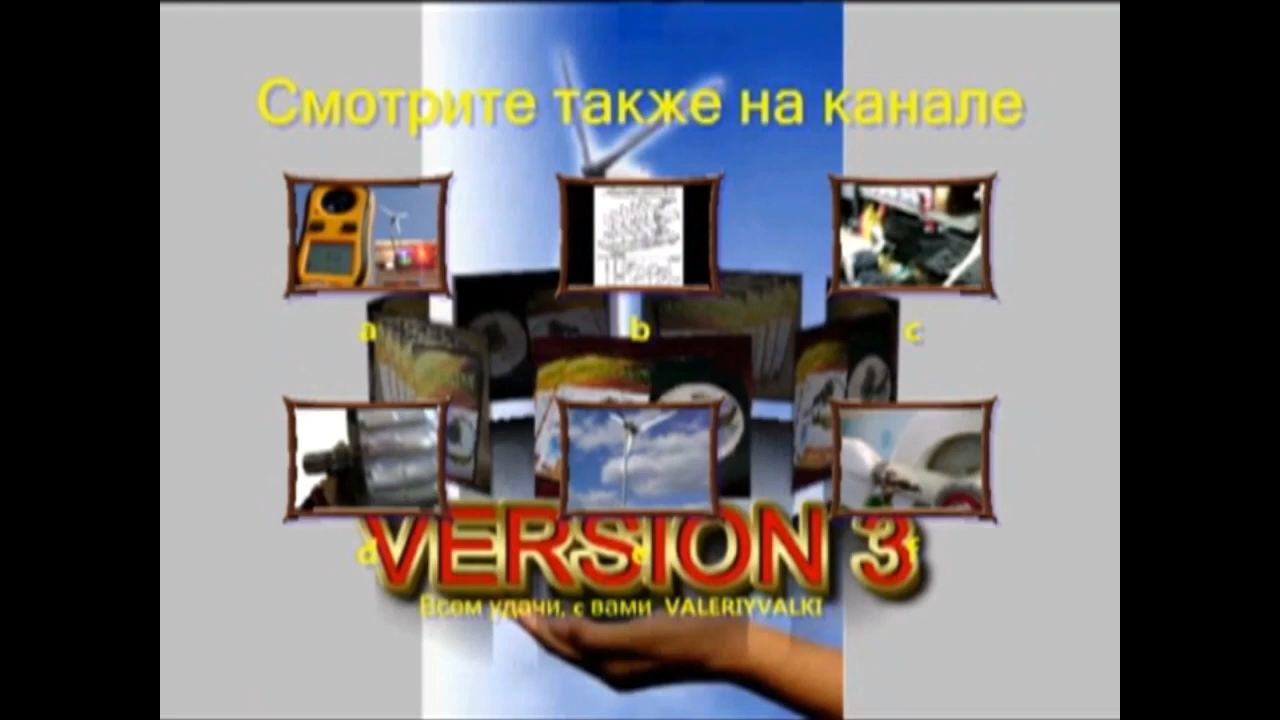 Смотрите также на канале
a
b
c
d
e
f
VERSION 3
Всем удачи, с вами VALERIYVALKI